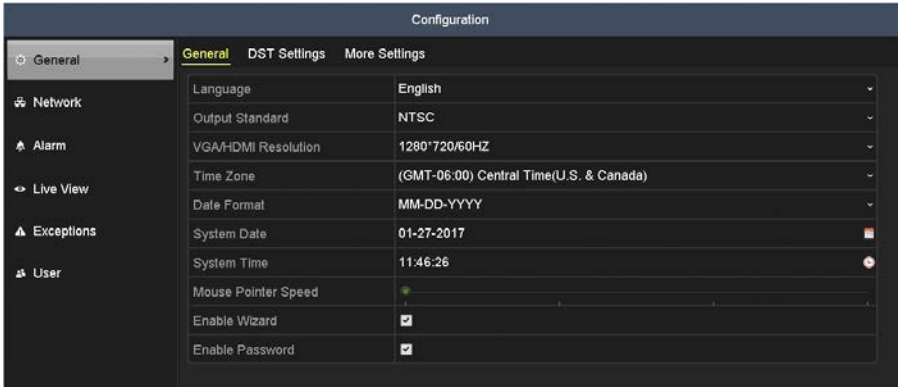 Configuration
General
Network
Alarm
Live View
Exceptions
User
General DST Settings More Settings
Language English
Output Standard NTSC
VGA/HDMI Resolution 1280*720/60HZ
Time Zone (GMT-06:00) Central Time(U.S. & Canada)
Date Format MM-DD-YYYY
System Date 01-27-2017
System Time 11:46:26
Mouse Pointer Speed
Enable Wizard
Enable Password